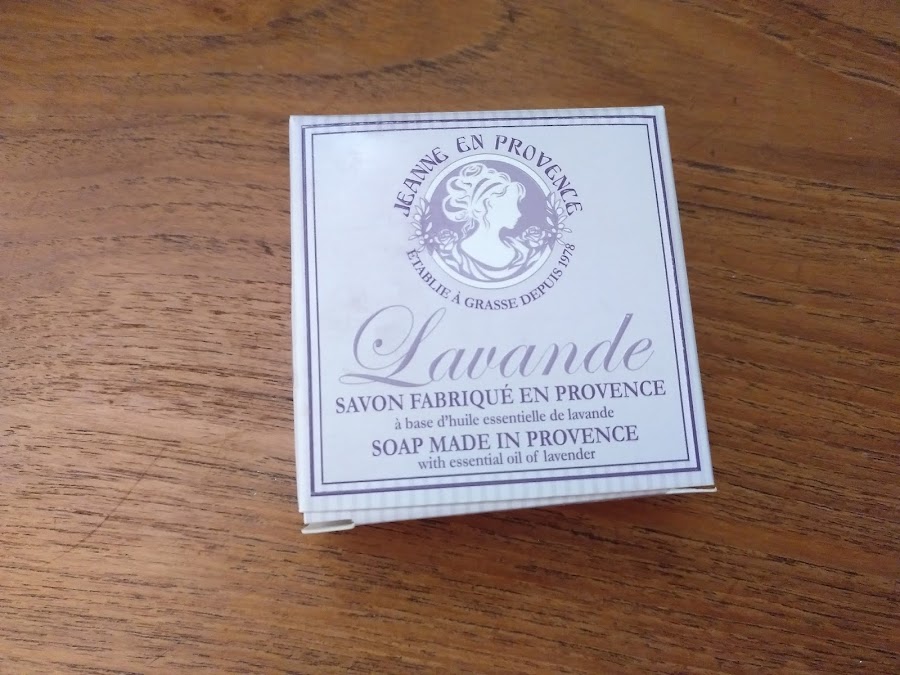 JEANNE EN PROVENCE
ÉTABLIE À GRASSE DEPUIS 1978
Lavande
SAVON FABRIQUÉ EN PROVENCE
à base d'huile essentielle de lavande
SOAP MADE IN PROVENCE
with essential oil of lavender